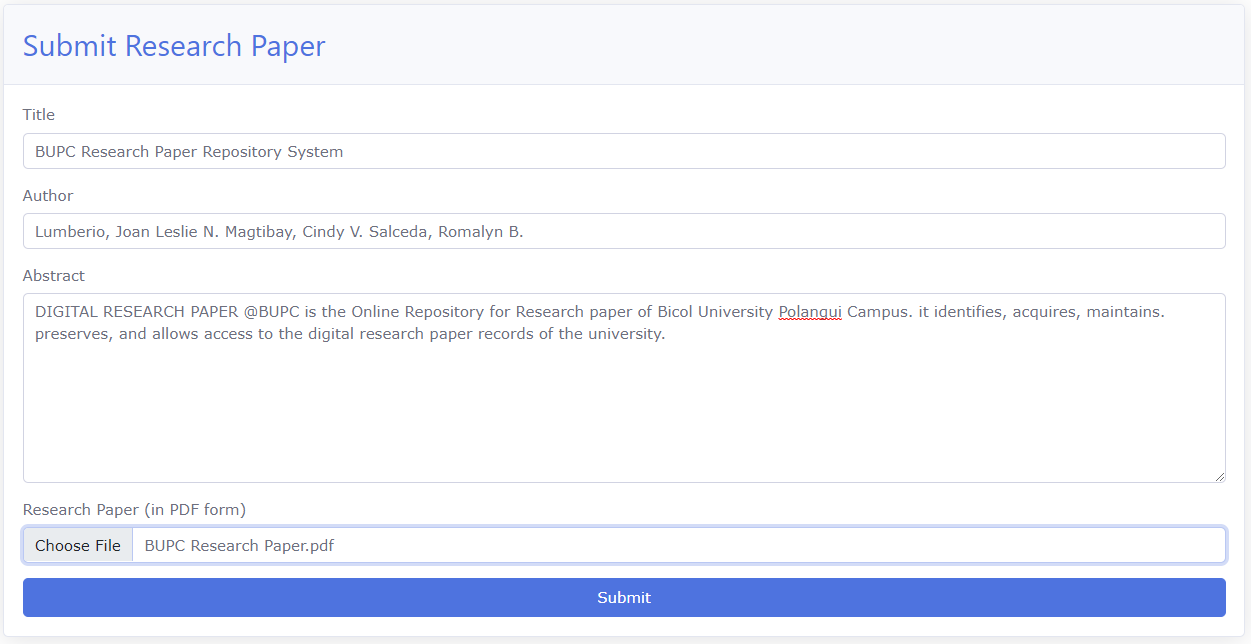 Submit Research Paper
Title
BUPC Research Paper Repository System
Author
Lumberio, Joan Leslie N. Magtibay, Cindy V. Salceda, Romalyn B.
Abstract
DIGITAL RESEARCH PAPER @BUPC is the Online Repository for Research paper of Bicol University Polangui Campus. it identifies, acquires, maintains.
preserves, and allows access to the digital research paper records of the university.
Research Paper (in PDF form)
Choose File BUPC Research Paper.pdf
Submit